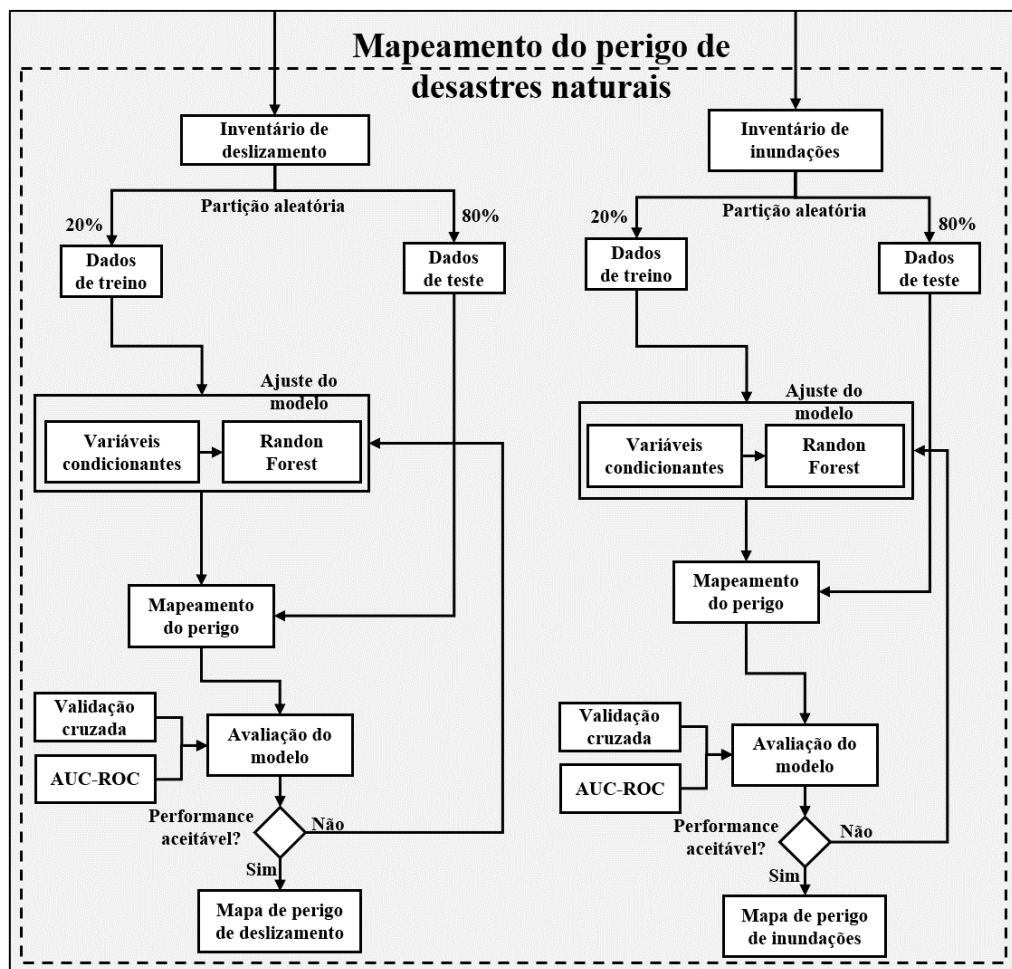 Mapeamento do perigo de
desastres naturais
Inventário de
deslizamento
Partição aleatória
20%
80%
Dados
de treino
Dados
de teste
Ajuste do
modelo
Variáveis
condicionantes
Randon
Forest
Mapeamento
do perigo
Validação
cruzada
AUC-ROC
Avaliação do
modelo
Performance
aceitável?
Não
Sim
Mapa de perigo
de deslizamento
Inventário de
inundações
Partição aleatória
20%
80%
Dados
de treino
Dados
de teste
Ajuste do
modelo
Variáveis
condicionantes
Randon
Forest
Mapeamento
do perigo
Validação
cruzada
AUC-ROC
Avaliação do
modelo
Performance
aceitável?
Não
Sim
Mapa de perigo
de inundações